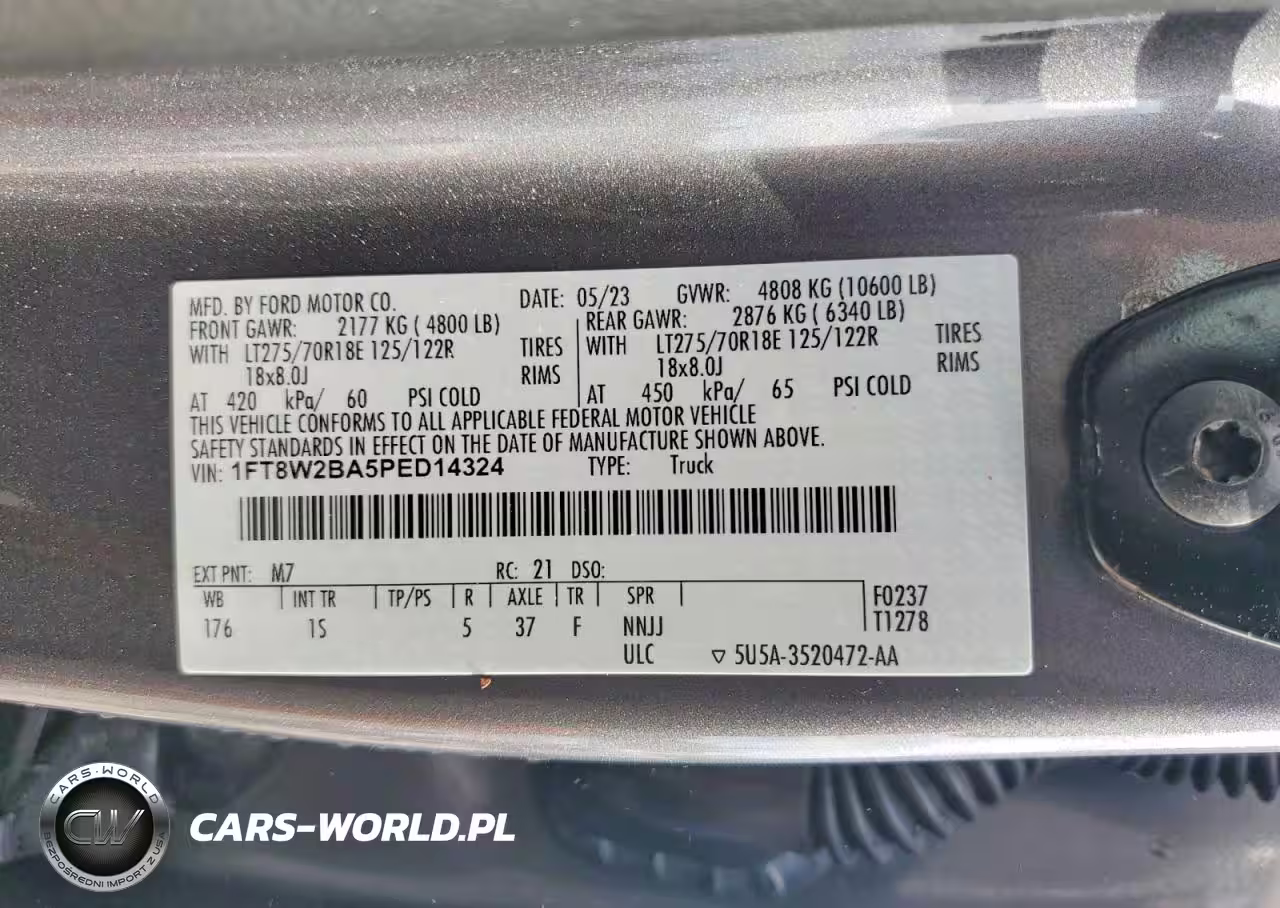 MFD. BY FORD MOTOR CO. DATE: 05/23 GVWR: 4808 KG (10600 LB)
FRONT GAWR: 2177 KG ( 4800 LB) REAR GAWR: 2876 KG ( 6340 LB)
WITH LT275/70R18E 125/122R TIRES WITH LT275/70R18E 125/122R TIRES
18x8.0J RIMS 18x8.0J RIMS
AT 420 kPa/ 60 PSI COLD AT 450 kPa/ 65 PSI COLD
THIS VEHICLE CONFORMS TO ALL APPLICABLE FEDERAL MOTOR VEHICLE
SAFETY STANDARDS IN EFFECT ON THE DATE OF MANUFACTURE SHOWN ABOVE.
VIN: 1FT8W2BA5PED14324 TYPE: Truck
EXT PNT: M7 RC: 21 DSO:
WB INT TR TP/PS R AXLE TR SPR F0237
176 1S 5 37 F NNJJ T1278
ULC ▽ 5U5A-3520472-AA
CARS-WORLD
CW
BEZPOŚREDNI IMPORT Z USA
CARS-WORLD.PL